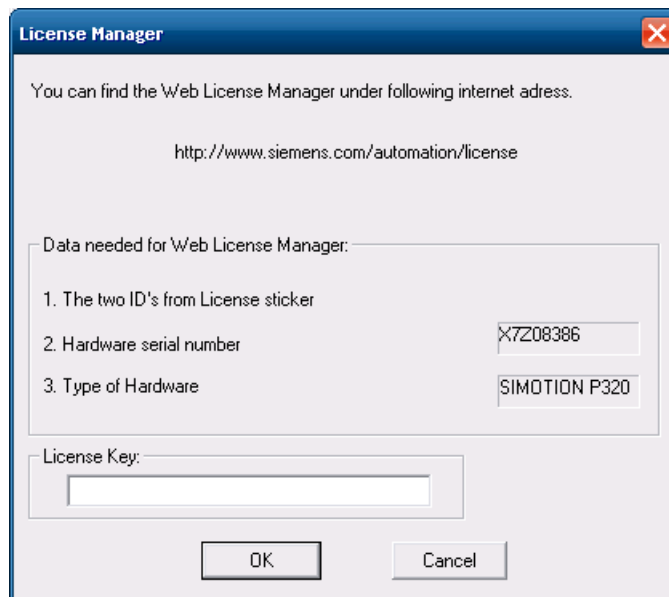 License Manager
You can find the Web License Manager under following internet adress.
http://www.siemens.com/automation/license
Data needed for Web License Manager:
1. The two ID's from License sticker
2. Hardware serial number
X7Z08386
3. Type of Hardware
SIMOTION P320
License Key:
OK
Cancel